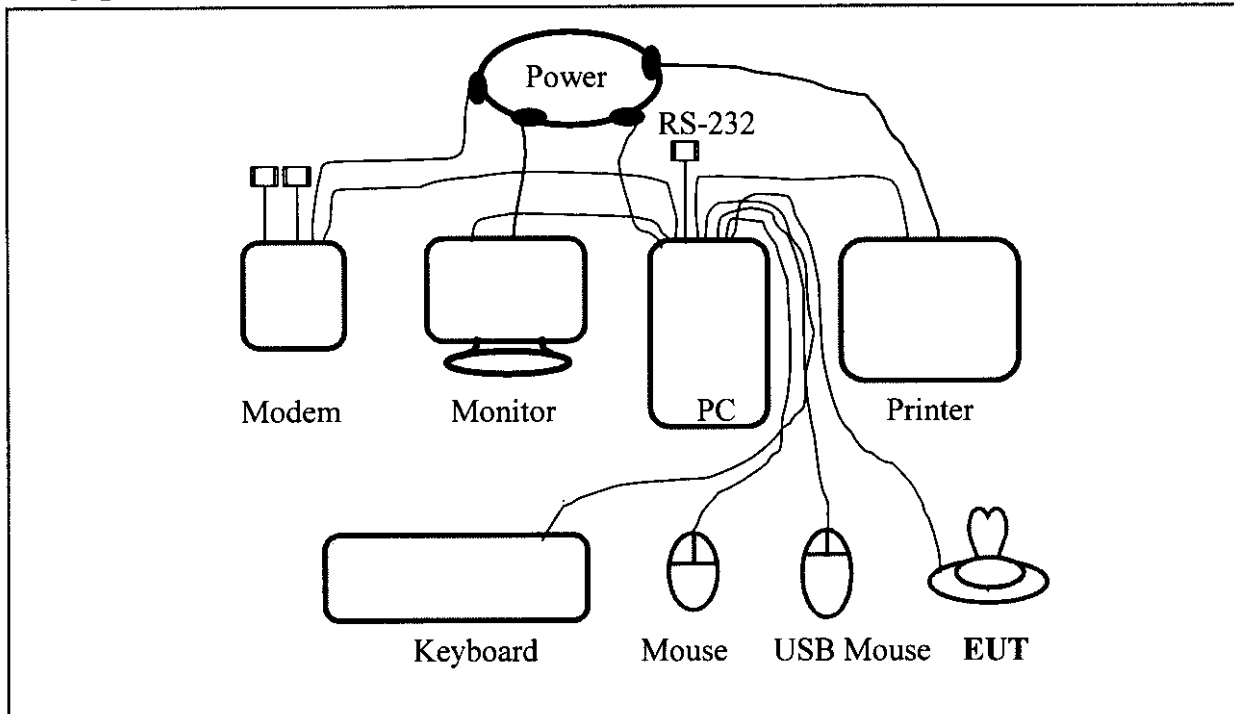 Power
RS-232
Modem
Monitor
PC
Printer
Keyboard
Mouse
USB Mouse
EUT